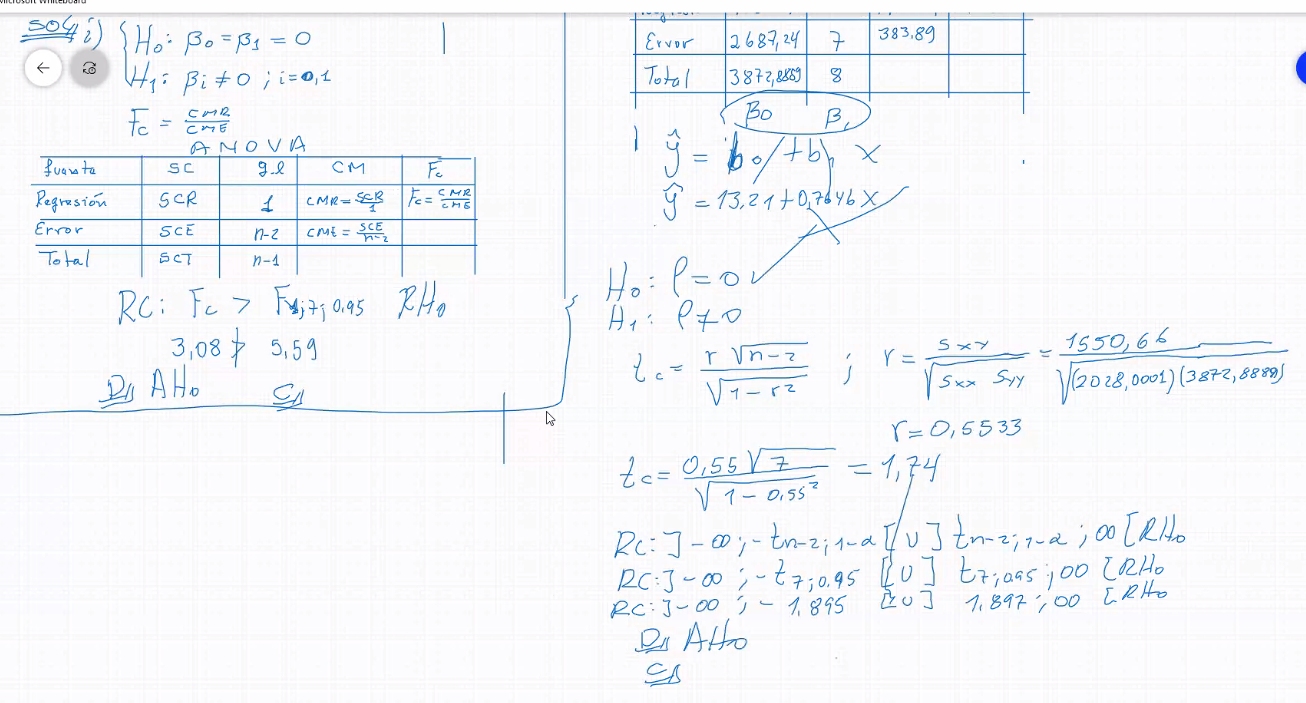 Microsoft Whiteboard
SOL i) H₀: β₀ = β₁ = 0
H₁: βi ≠ 0 ; i = 0,1
Fc = CMR/CME
ANOVA
fuente SC g.l CM Fc
Regresión SCR 1 CMR = SCR/1 Fc = CMR/CME
Error SCE n-2 CME = SCE/n-2
Total SCT n-1
RC: Fc > F1;7;0,95 RH₀
3,08 ≯ 5,59
D// AH₀ C//
Error 2687,24 7 383,89
Total 3872,8889 8
β₀ β₁
ŷ = b₀ + b₁ X
ŷ = 13,21 + 0,7646 X
H₀: ρ = 0
H₁: ρ ≠ 0
tc = r √n-2 / √1-r² ; r = Sxy / √Sxx Syy = 1550,66 / √(2028,0001)(3872,8889)
r = 0,5533
tc = 0,55 √7 / √1-0,55² = 1,74
RC: ]-∞ ; -tn-2;1-α [ U ] tn-2;1-α ; ∞ [ RH₀
RC: ]-∞ ; -t7;0.95 [ U ] t7;0.95 ; ∞ [ RH₀
RC: ]-∞ ; -1.895 [ U ] 1.897 ; ∞ [ RH₀
D// AH₀
C//